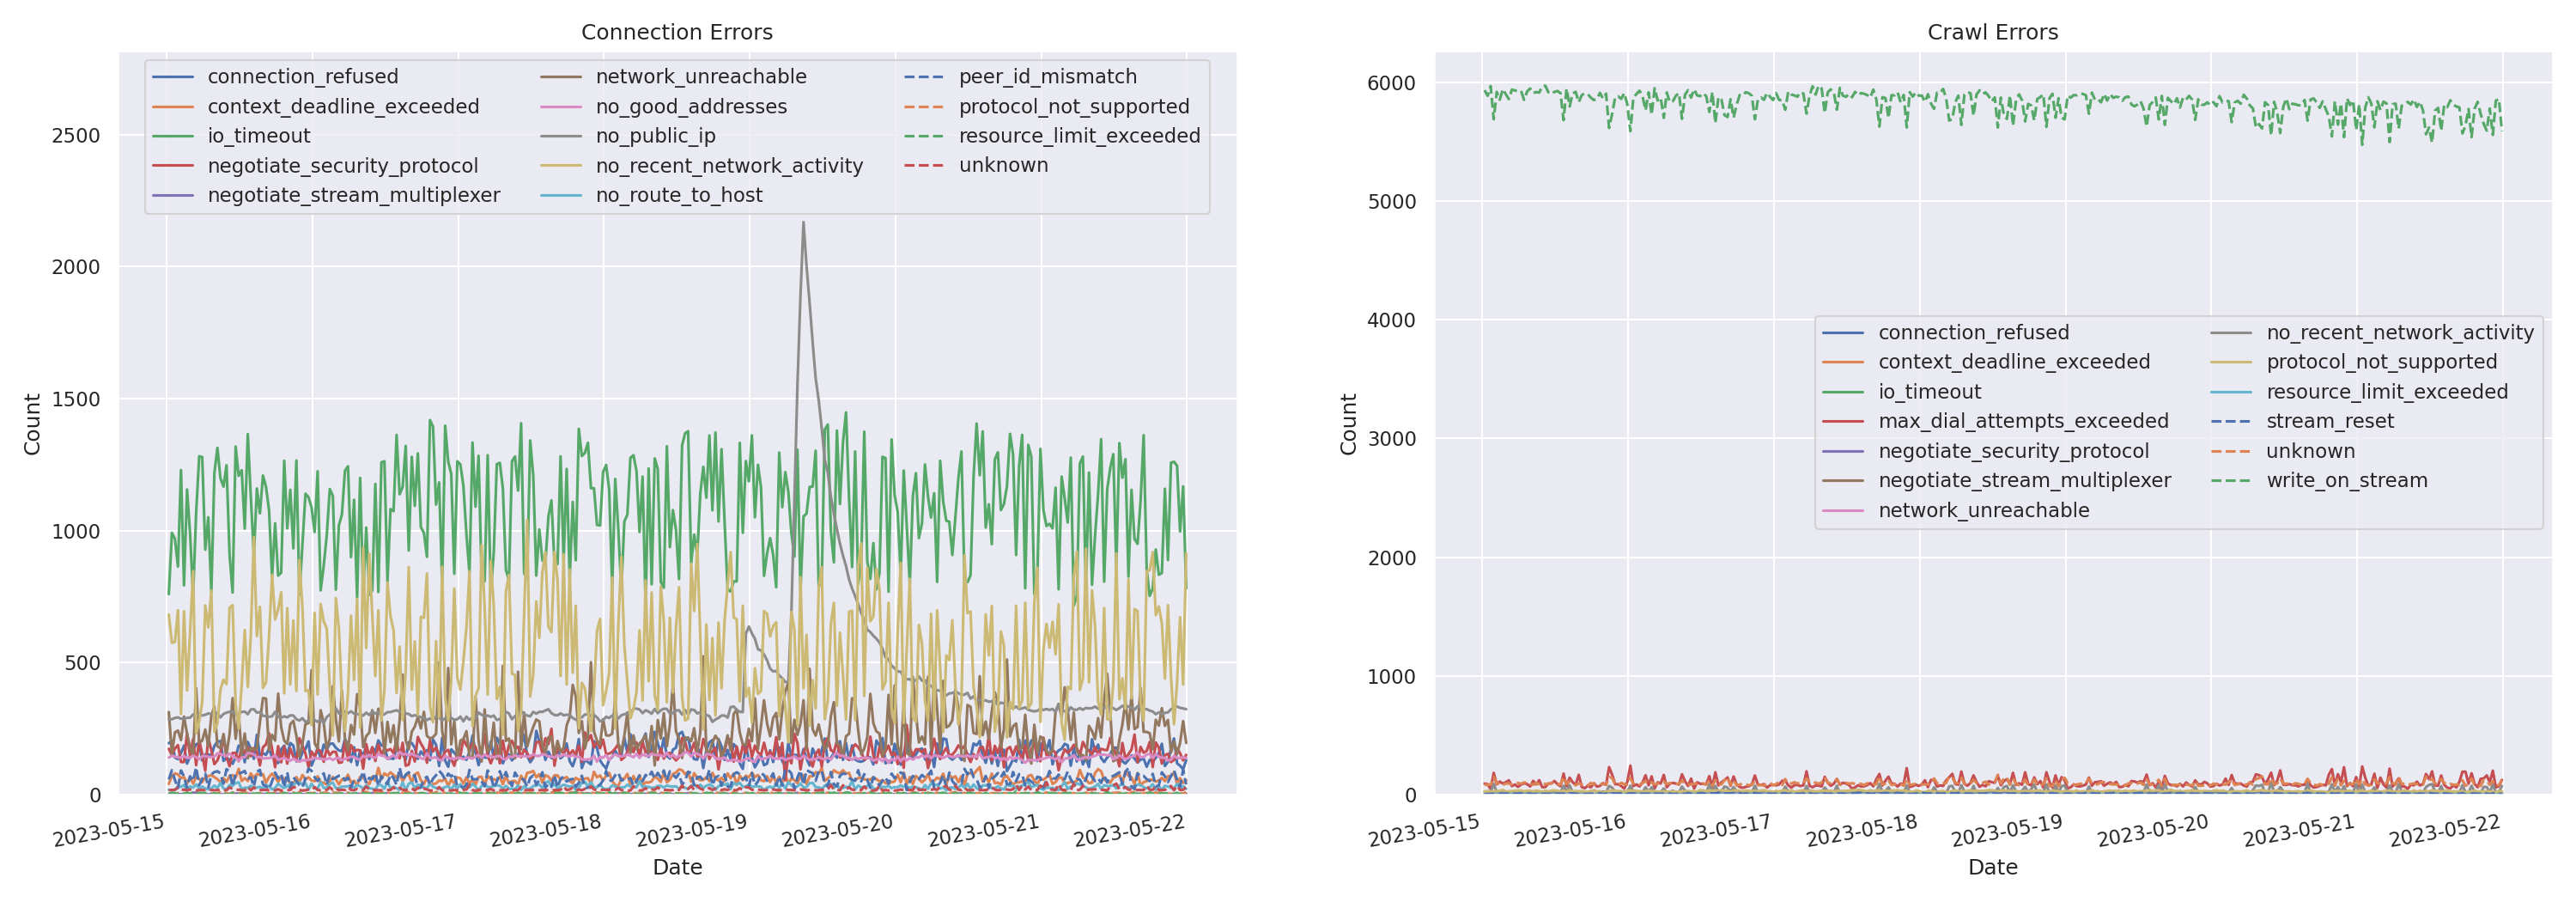 Connection Errors
connection_refused
context_deadline_exceeded
io_timeout
negotiate_security_protocol
negotiate_stream_multiplexer
network_unreachable
no_good_addresses
no_public_ip
no_recent_network_activity
no_route_to_host
peer_id_mismatch
protocol_not_supported
resource_limit_exceeded
unknown
Count
2500
2000
1500
1000
500
0
2023-05-15
2023-05-16
2023-05-17
2023-05-18
2023-05-19
2023-05-20
2023-05-21
2023-05-22
Date
Crawl Errors
6000
5000
4000
3000
2000
1000
0
Count
connection_refused
context_deadline_exceeded
io_timeout
max_dial_attempts_exceeded
negotiate_security_protocol
negotiate_stream_multiplexer
network_unreachable
no_recent_network_activity
protocol_not_supported
resource_limit_exceeded
stream_reset
unknown
write_on_stream
2023-05-15
2023-05-16
2023-05-17
2023-05-18
2023-05-19
2023-05-20
2023-05-21
2023-05-22
Date